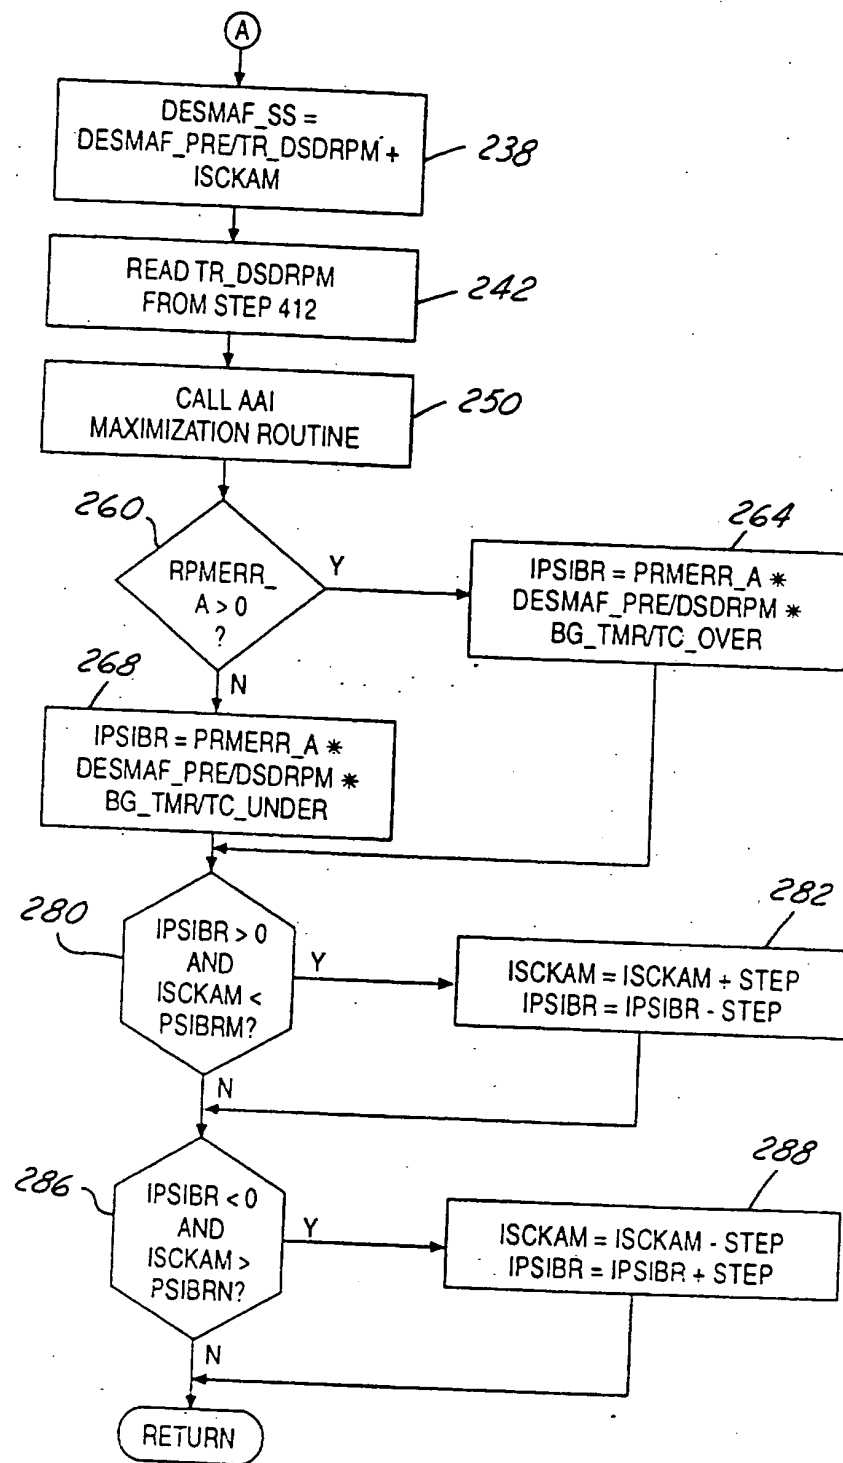 A
DESMAF_SS =
DESMAF_PRE/TR_DSDRPM +
ISCKAM
238
READ TR_DSDRPM
FROM STEP 412
242
CALL AAI
MAXIMIZATION ROUTINE
250
260
RPMERR_
A > 0
?
Y
N
264
IPSIBR = PRMERR_A *
DESMAF_PRE/DSDRPM *
BG_TMR/TC_OVER
268
IPSIBR = PRMERR_A *
DESMAF_PRE/DSDRPM *
BG_TMR/TC_UNDER
280
IPSIBR > 0
AND
ISCKAM <
PSIBRM?
Y
N
282
ISCKAM = ISCKAM + STEP
IPSIBR = IPSIBR - STEP
286
IPSIBR < 0
AND
ISCKAM >
PSIBRN?
Y
N
288
ISCKAM = ISCKAM - STEP
IPSIBR = IPSIBR + STEP
RETURN